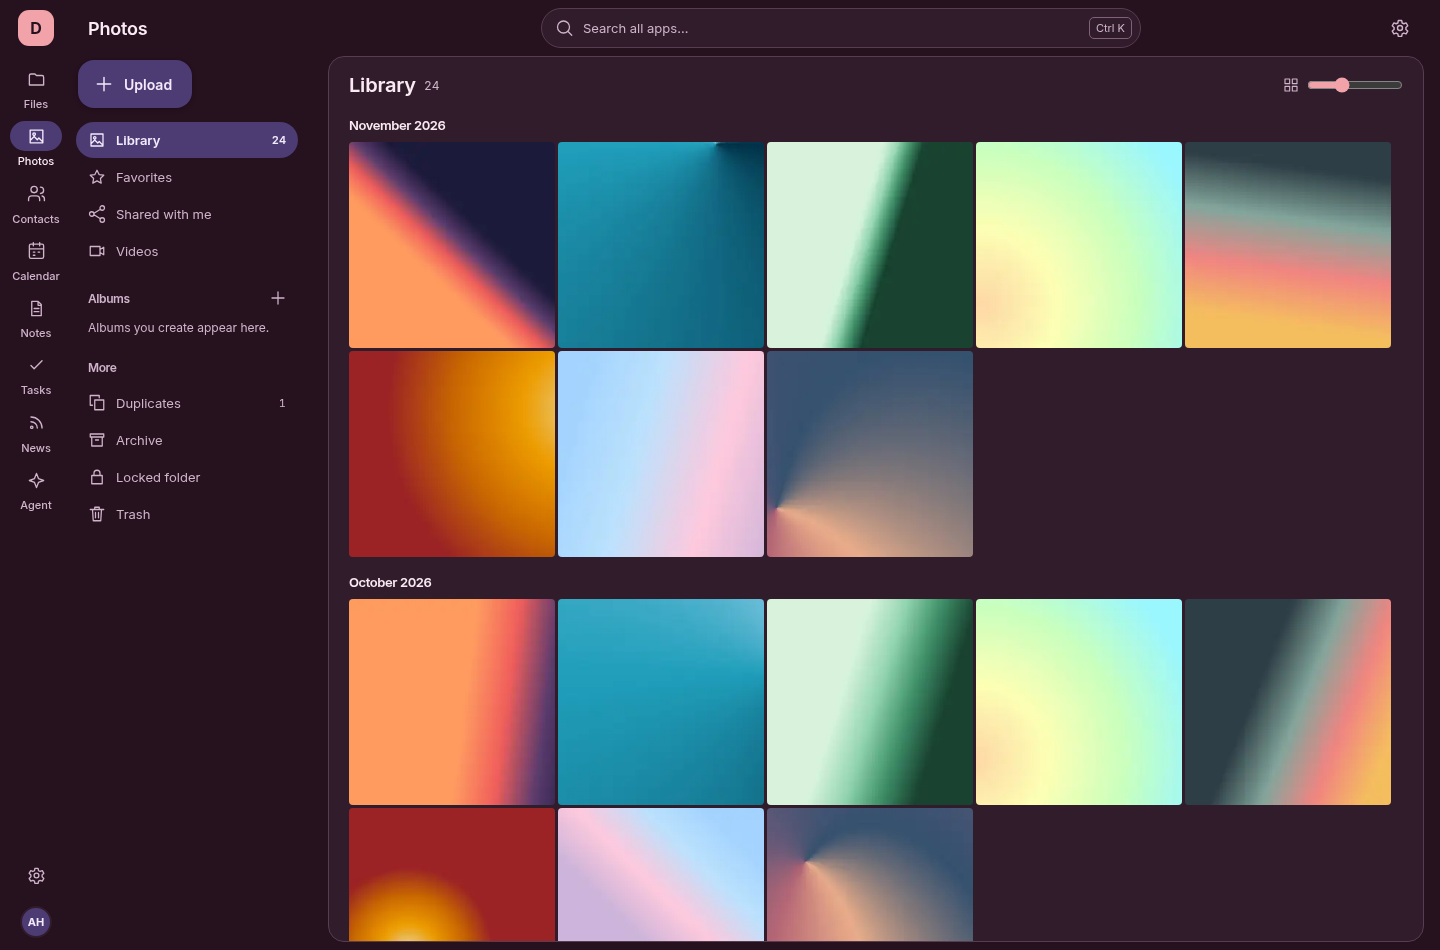 D
Photos
Search all apps...
Ctrl K
Files
Photos
Contacts
Calendar
Notes
Tasks
News
Agent
AH
Upload
Library 24
Favorites
Shared with me
Videos
Albums
Albums you create appear here.
More
Duplicates 1
Archive
Locked folder
Trash
Library 24
November 2026
October 2026